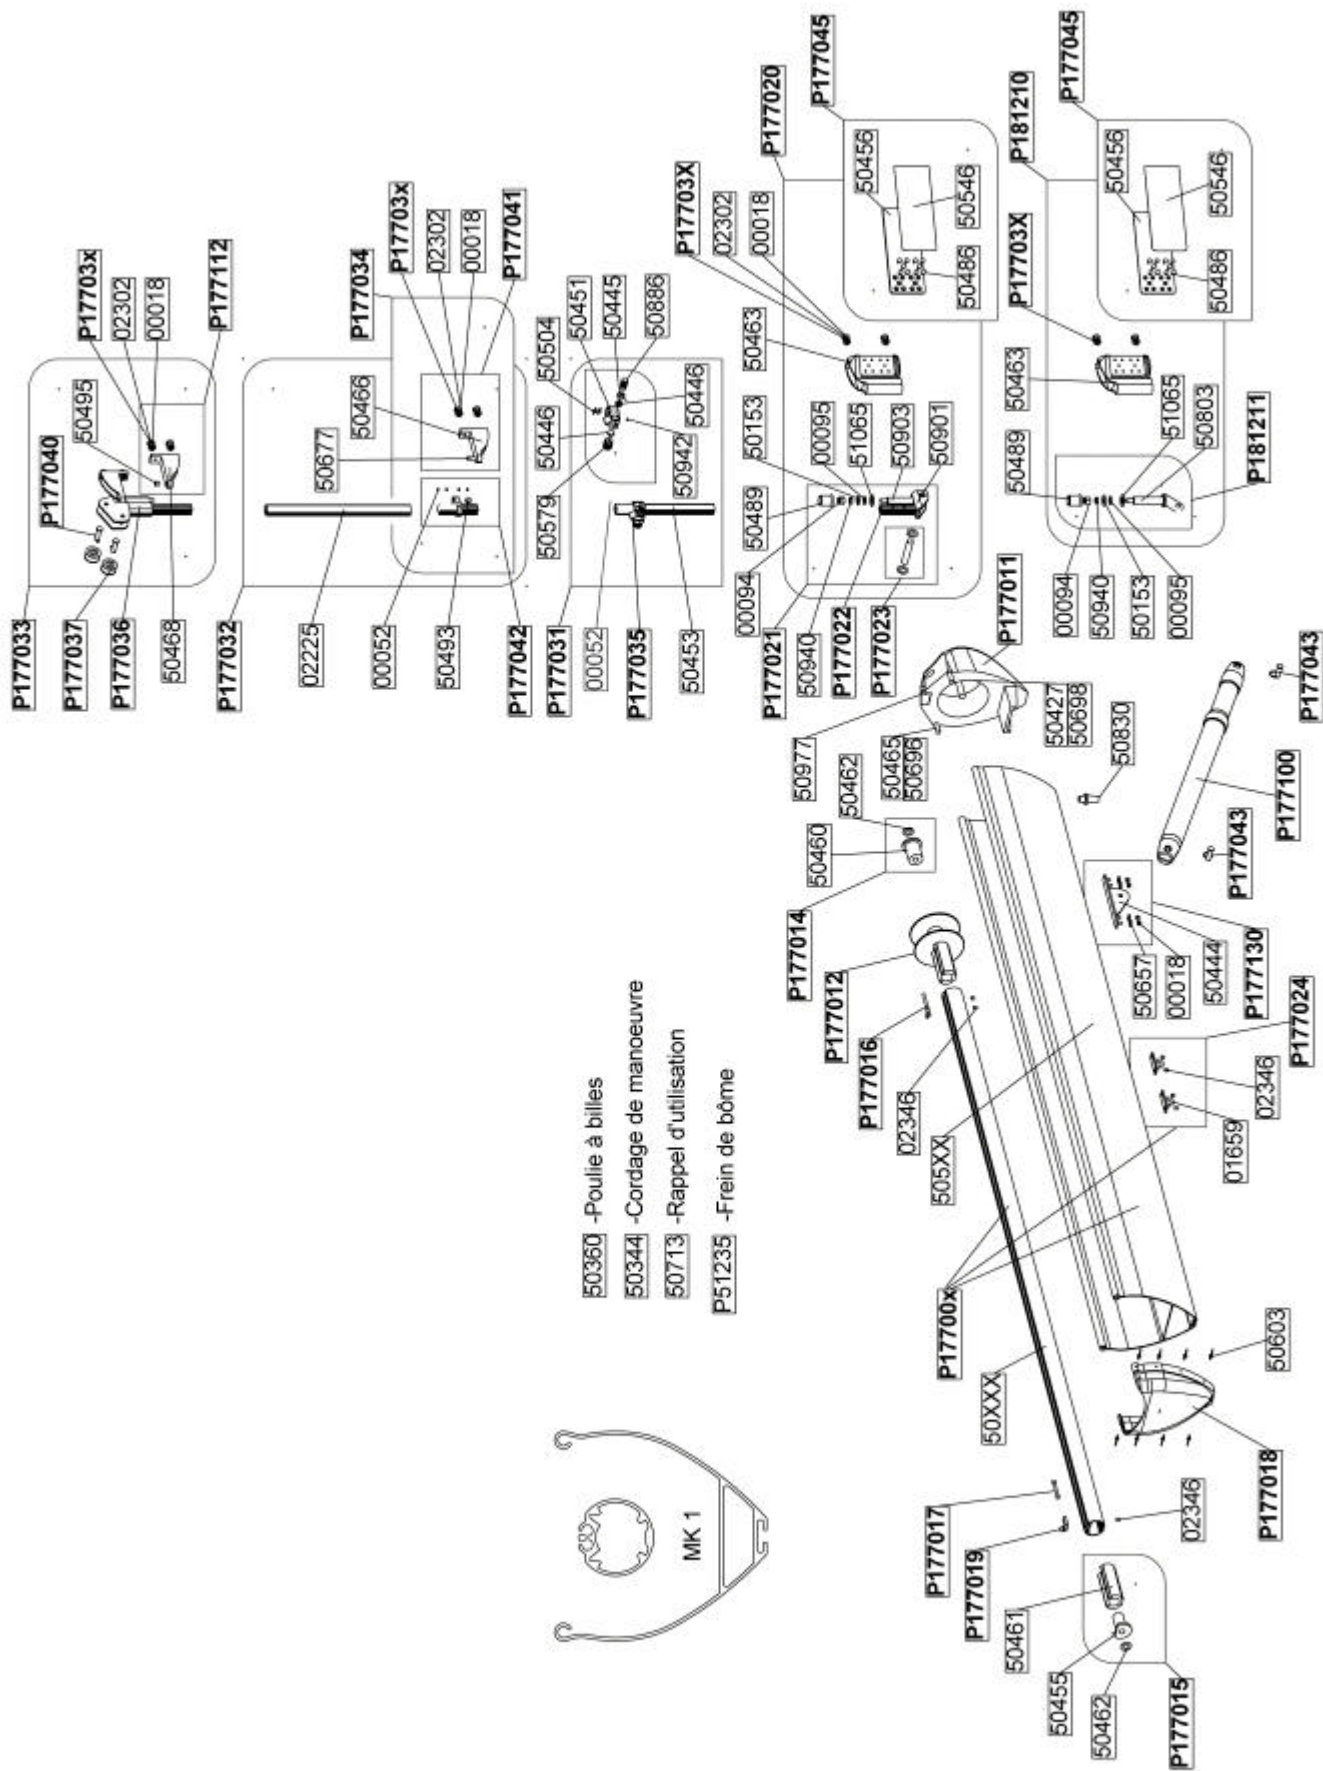 P177033
P177037
P177036
50468
P177040
50495
P17703x
02302
00018
P177112
P177032
02225
00052
50493
P177042
P177034
50677
50466
P17703x
02302
00018
P177041
P177031
00052
P177035
50453
50579
50446
50942
50504
50451
50445
50886
50446
P177021
00094
50940
P177022
P177023
50489
50153
00095
51065
50903
50901
50463
P17703X
02302
00018
P177020
P177045
50456
50546
50486
00094
50940
50153
00095
50489
51065
50803
P181211
50463
P17703X
P181210
P177045
50456
50546
50486
50360 -Poulie à billes
50344 -Cordage de manoeuvre
50713 -Rappel d'utilisation
P51235 -Frein de bôme
MK 1
P177014
50460
50462
P177012
P177016
02346
505XX
50977
50465
50696
P177011
50427
50698
50830
P177043
P177100
P177043
50657
00018
50444
P177130
P177024
02346
01659
P17700x
50XXX
50603
P177018
02346
P177017
P177019
50461
50455
50462
P177015